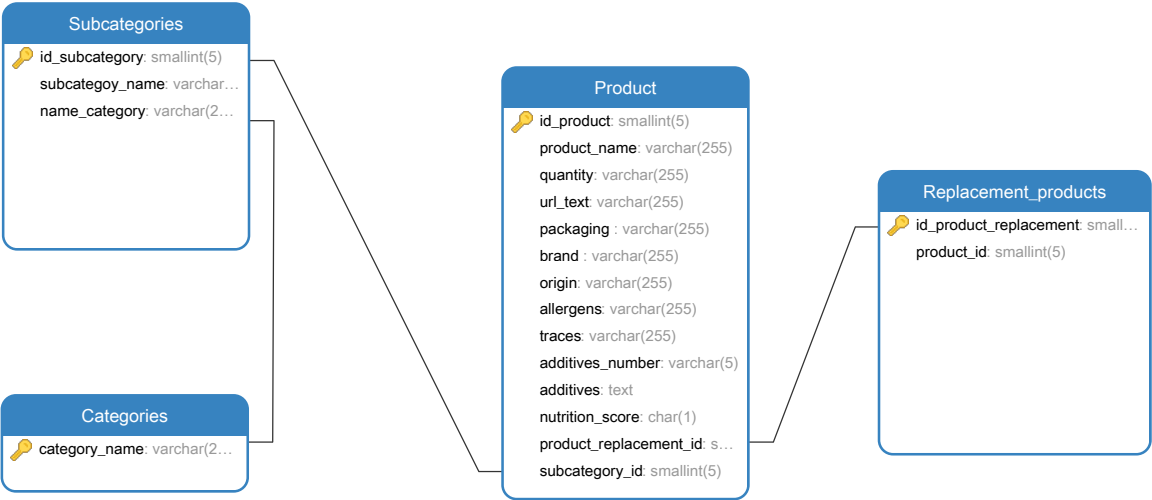 Subcategories
id_subcategory: smallint(5)
subcategoy_name: varchar...
name_category: varchar(2...
Product
id_product: smallint(5)
product_name: varchar(255)
quantity: varchar(255)
url_text: varchar(255)
packaging : varchar(255)
brand : varchar(255)
origin: varchar(255)
allergens: varchar(255)
traces: varchar(255)
additives_number: varchar(5)
additives: text
nutrition_score: char(1)
product_replacement_id: s...
subcategory_id: smallint(5)
Replacement_products
id_product_replacement: small...
product_id: smallint(5)
Categories
category_name: varchar(2...